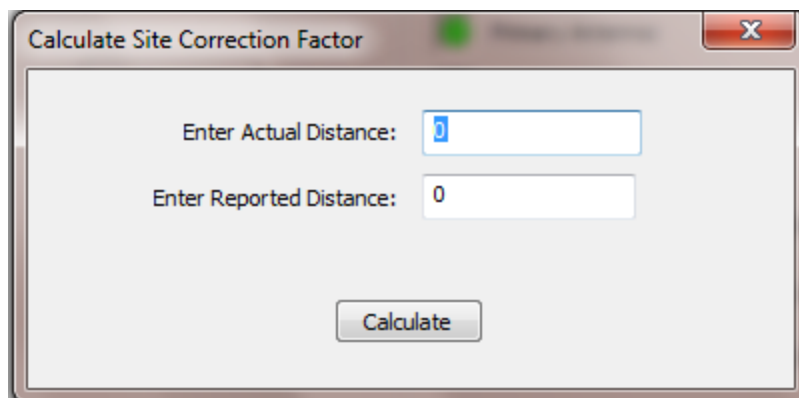 Calculate Site Correction Factor
Enter Actual Distance: 0
Enter Reported Distance: 0
Calculate